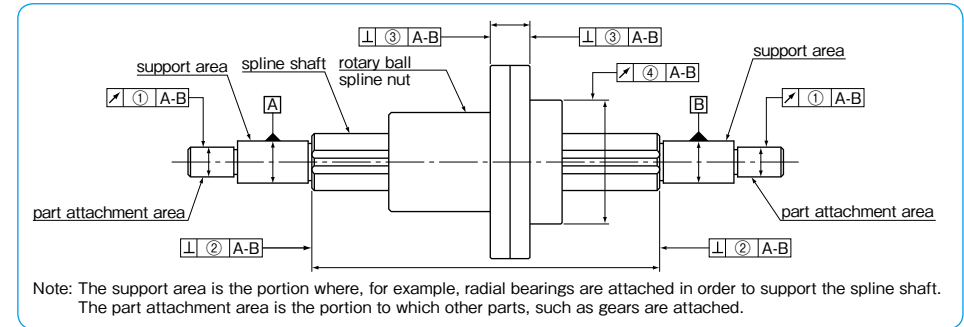 ⊥ ③ A-B
⊥ ③ A-B
support area
spline shaft
rotary ball
spline nut
↗ ④ A-B
support area
↗ ① A-B
A
B
↗ ① A-B
part attachment area
part attachment area
⊥ ② A-B
⊥ ② A-B
Note: The support area is the portion where, for example, radial bearings are attached in order to support the spline shaft.
The part attachment area is the portion to which other parts, such as gears are attached.